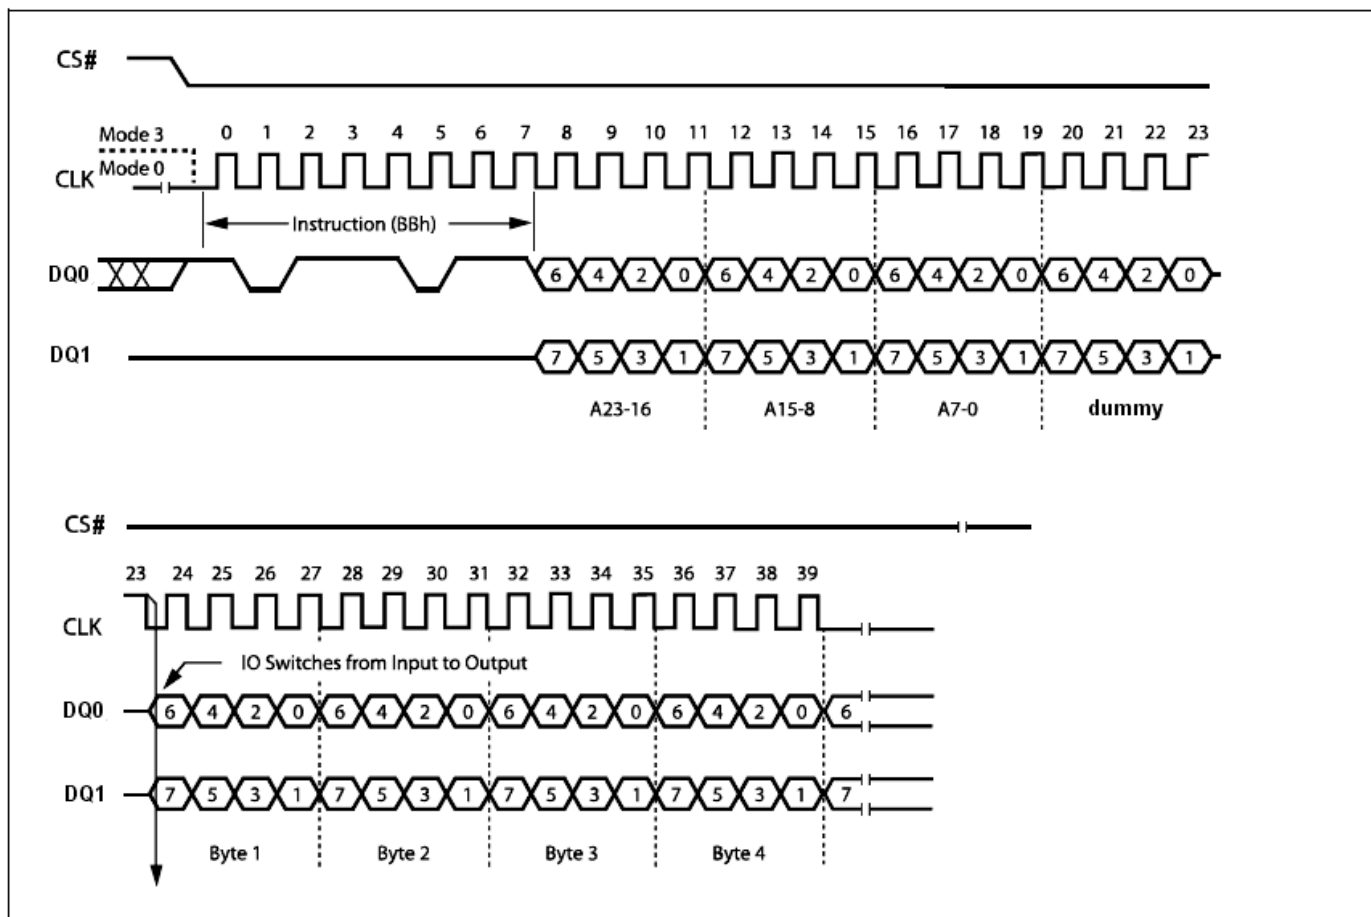 CS#
Mode 3
0 1 2 3 4 5 6 7 8 9 10 11 12 13 14 15 16 17 18 19 20 21 22 23
Mode 0
CLK
Instruction (BBh)
DQ0 6 4 2 0 6 4 2 0 6 4 2 0 6 4 2 0
DQ1 7 5 3 1 7 5 3 1 7 5 3 1 7 5 3 1
A23-16 A15-8 A7-0 dummy
CS#
23 24 25 26 27 28 29 30 31 32 33 34 35 36 37 38 39
CLK
IO Switches from Input to Output
DQ0 6 4 2 0 6 4 2 0 6 4 2 0 6 4 2 0 6
DQ1 7 5 3 1 7 5 3 1 7 5 3 1 7 5 3 1 7
Byte 1 Byte 2 Byte 3 Byte 4